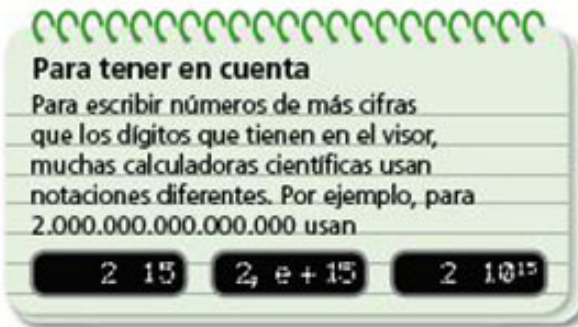 Para tener en cuenta
Para escribir números de más cifras
que los dígitos que tienen en el visor,
muchas calculadoras científicas usan
notaciones diferentes. Por ejemplo, para
2.000.000.000.000.000 usan
2 15 2, e+15 2 10¹⁵